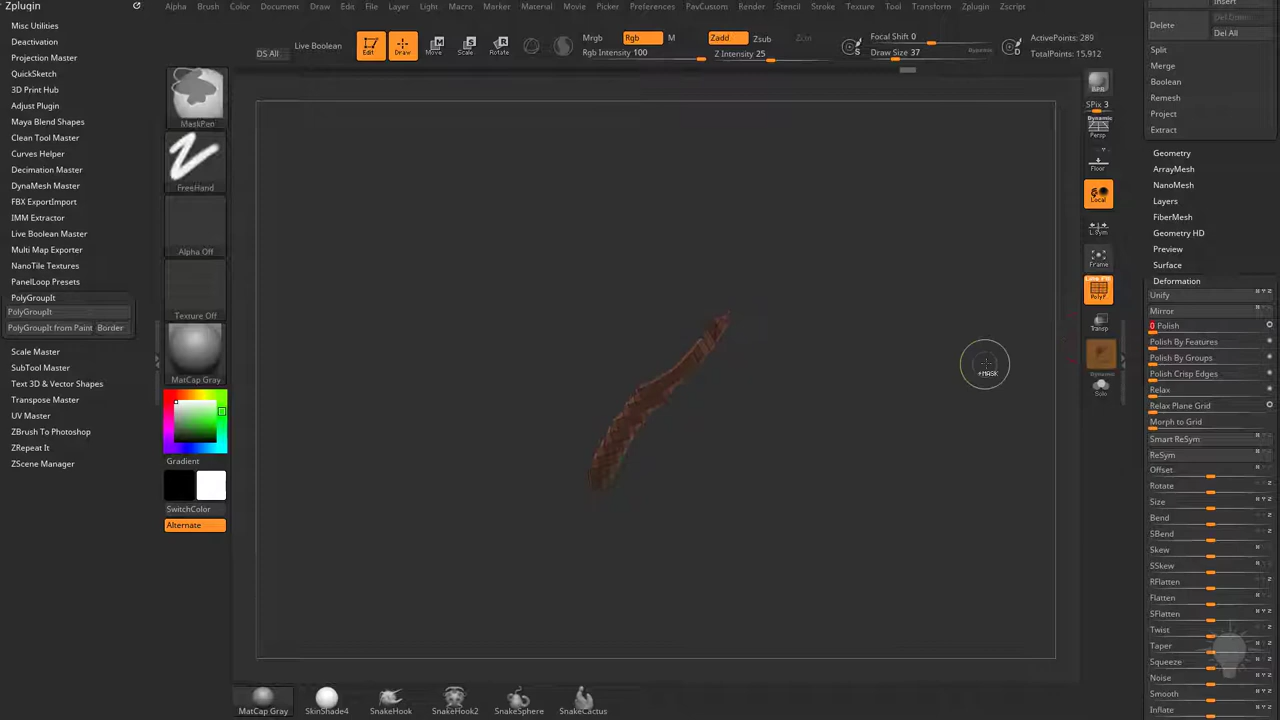 Alpha Brush Color Document Draw Edit File Layer Light Macro Marker Material Movie Picker Preferences PavCustom Render Stencil Stroke Texture Tool Transform Zplugin Zscript
Zplugin
Misc Utilities
Deactivation
Projection Master
QuickSketch
3D Print Hub
Adjust Plugin
Maya Blend Shapes
Clean Tool Master
Curves Helper
Decimation Master
DynaMesh Master
FBX ExportImport
IMM Extractor
Live Boolean Master
Multi Map Exporter
NanoTile Textures
PanelLoop Presets
PolyGroupIt
PolyGroupIt
PolyGroupIt from Paint Border
Scale Master
SubTool Master
Text 3D & Vector Shapes
Transpose Master
UV Master
ZBrush To Photoshop
ZRepeat It
ZScene Manager
DS All
Live Boolean
Edit
Draw
Move
Scale
Rotate
Mrgb Rgb M
Rgb Intensity 100
Zadd Zsub Zcut
Z Intensity 25
S
Focal Shift 0
Draw Size 37
Dynamic
D
ActivePoints: 289
TotalPoints: 15,912
MaskPen
FreeHand
Alpha Off
Texture Off
MatCap Gray
Gradient
SwitchColor
Alternate
+MASK
MatCap Gray
SkinShade4
SnakeHook
SnakeHook2
SnakeSphere
SnakeCactus
BPR
SPix 3
Dynamic
Persp
Floor
Local
L.Sym
Frame
PolyF
Transp
Dynamic
Solo
Insert
Delete
Del Other
Del All
Split
Merge
Boolean
Remesh
Project
Extract
Geometry
ArrayMesh
NanoMesh
Layers
FiberMesh
Geometry HD
Preview
Surface
Deformation
Unify
Mirror
0 Polish
Polish By Features
Polish By Groups
Polish Crisp Edges
Relax
Relax Plane Grid
Morph to Grid
Smart ReSym
ReSym
Offset
Rotate
Size
Bend
SBend
Skew
SSkew
RFlatten
Flatten
SFlatten
Twist
Taper
Squeeze
Noise
Smooth
Inflate